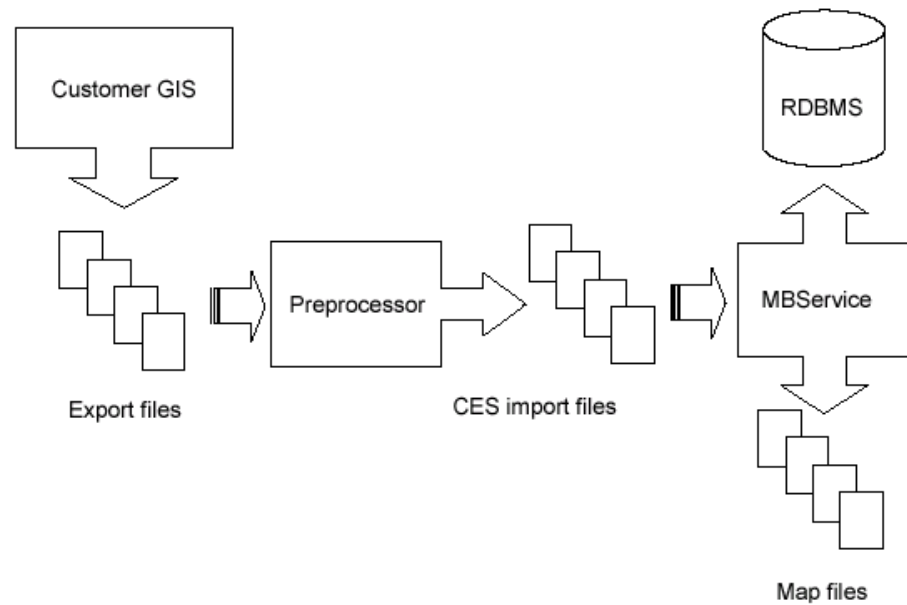 Customer GIS
RDBMS
Preprocessor
MBService
Export files
CES import files
Map files